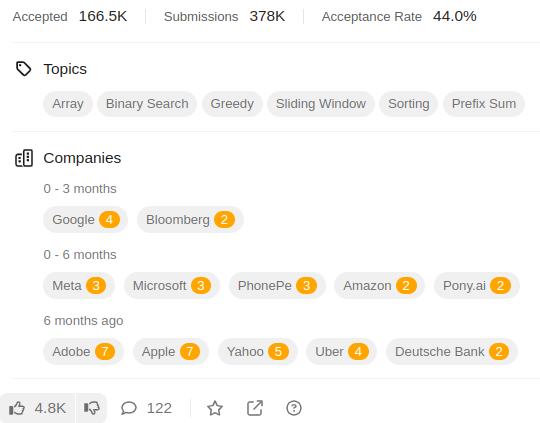 Accepted 166.5K Submissions 378K Acceptance Rate 44.0%
Topics
Array Binary Search Greedy Sliding Window Sorting Prefix Sum
Companies
0 - 3 months
Google 4 Bloomberg 2
0 - 6 months
Meta 3 Microsoft 3 PhonePe 3 Amazon 2 Pony.ai 2
6 months ago
Adobe 7 Apple 7 Yahoo 5 Uber 4 Deutsche Bank 2
4.8K 122